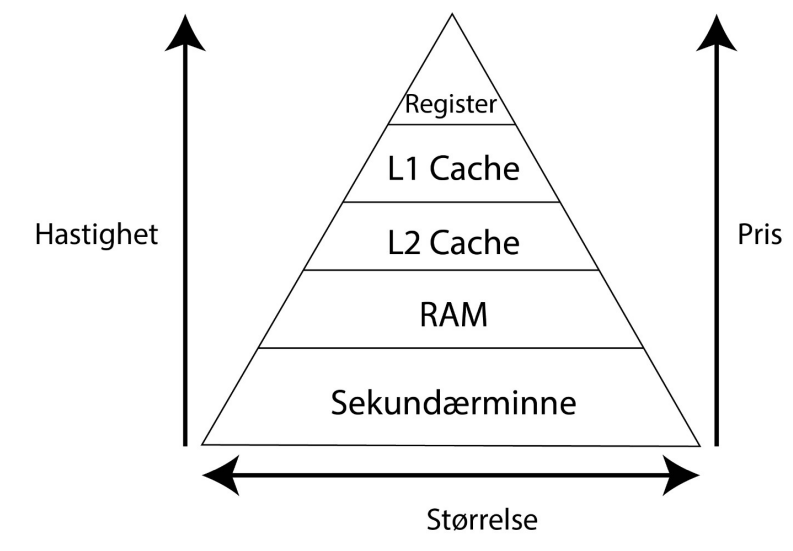 Register
L1 Cache
Hastighet
Pris
L2 Cache
RAM
Sekundærminne
Størrelse